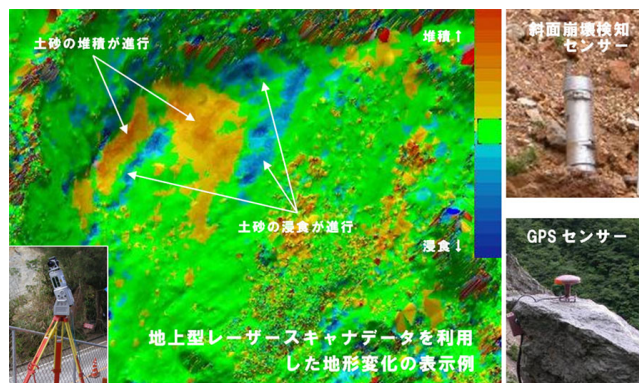 土砂の堆積が進行
堆積↑
土砂の浸食が進行
浸食↓
地上型レーザースキャナデータを利用
した地形変化の表示例
斜面崩壊検知
センサー
GPS センサー